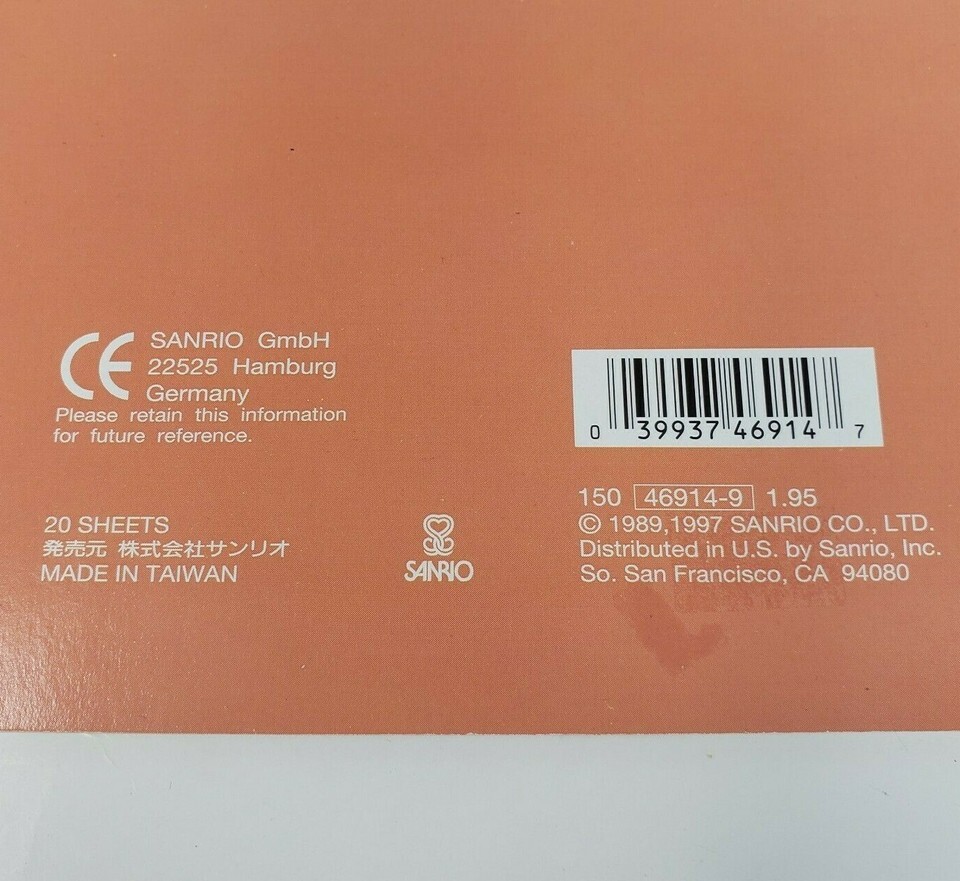 CE SANRIO GmbH
22525 Hamburg
Germany
Please retain this information
for future reference.
0 39937 46914 7
150 46914-9 1.95
© 1989,1997 SANRIO CO., LTD.
Distributed in U.S. by Sanrio, Inc.
So. San Francisco, CA 94080
20 SHEETS
発売元 株式会社サンリオ
MADE IN TAIWAN
SANRIO